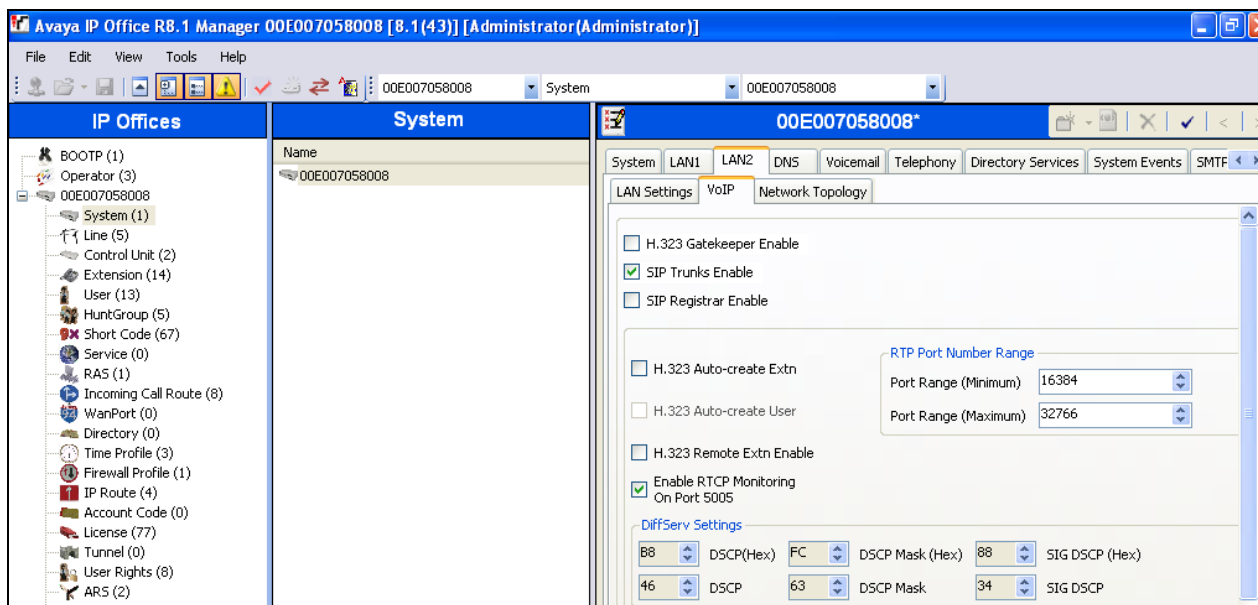 Avaya IP Office R8.1 Manager 00E007058008 [8.1(43)] [Administrator(Administrator)]
File Edit View Tools Help
00E007058008 System 00E007058008
IP Offices
BOOTP (1)
Operator (3)
00E007058008
System (1)
Line (5)
Control Unit (2)
Extension (14)
User (13)
HuntGroup (5)
Short Code (67)
Service (0)
RAS (1)
Incoming Call Route (8)
WanPort (0)
Directory (0)
Time Profile (3)
Firewall Profile (1)
IP Route (4)
Account Code (0)
License (77)
Tunnel (0)
User Rights (8)
ARS (2)
System
Name
00E007058008
00E007058008*
System LAN1 LAN2 DNS Voicemail Telephony Directory Services System Events SMTP
LAN Settings VoIP Network Topology
H.323 Gatekeeper Enable
SIP Trunks Enable
SIP Registrar Enable
H.323 Auto-create Extn
H.323 Auto-create User
H.323 Remote Extn Enable
Enable RTCP Monitoring
On Port 5005
RTP Port Number Range
Port Range (Minimum) 16384
Port Range (Maximum) 32766
DiffServ Settings
B8 DSCP(Hex) FC DSCP Mask (Hex) 88 SIG DSCP (Hex)
46 DSCP 63 DSCP Mask 34 SIG DSCP